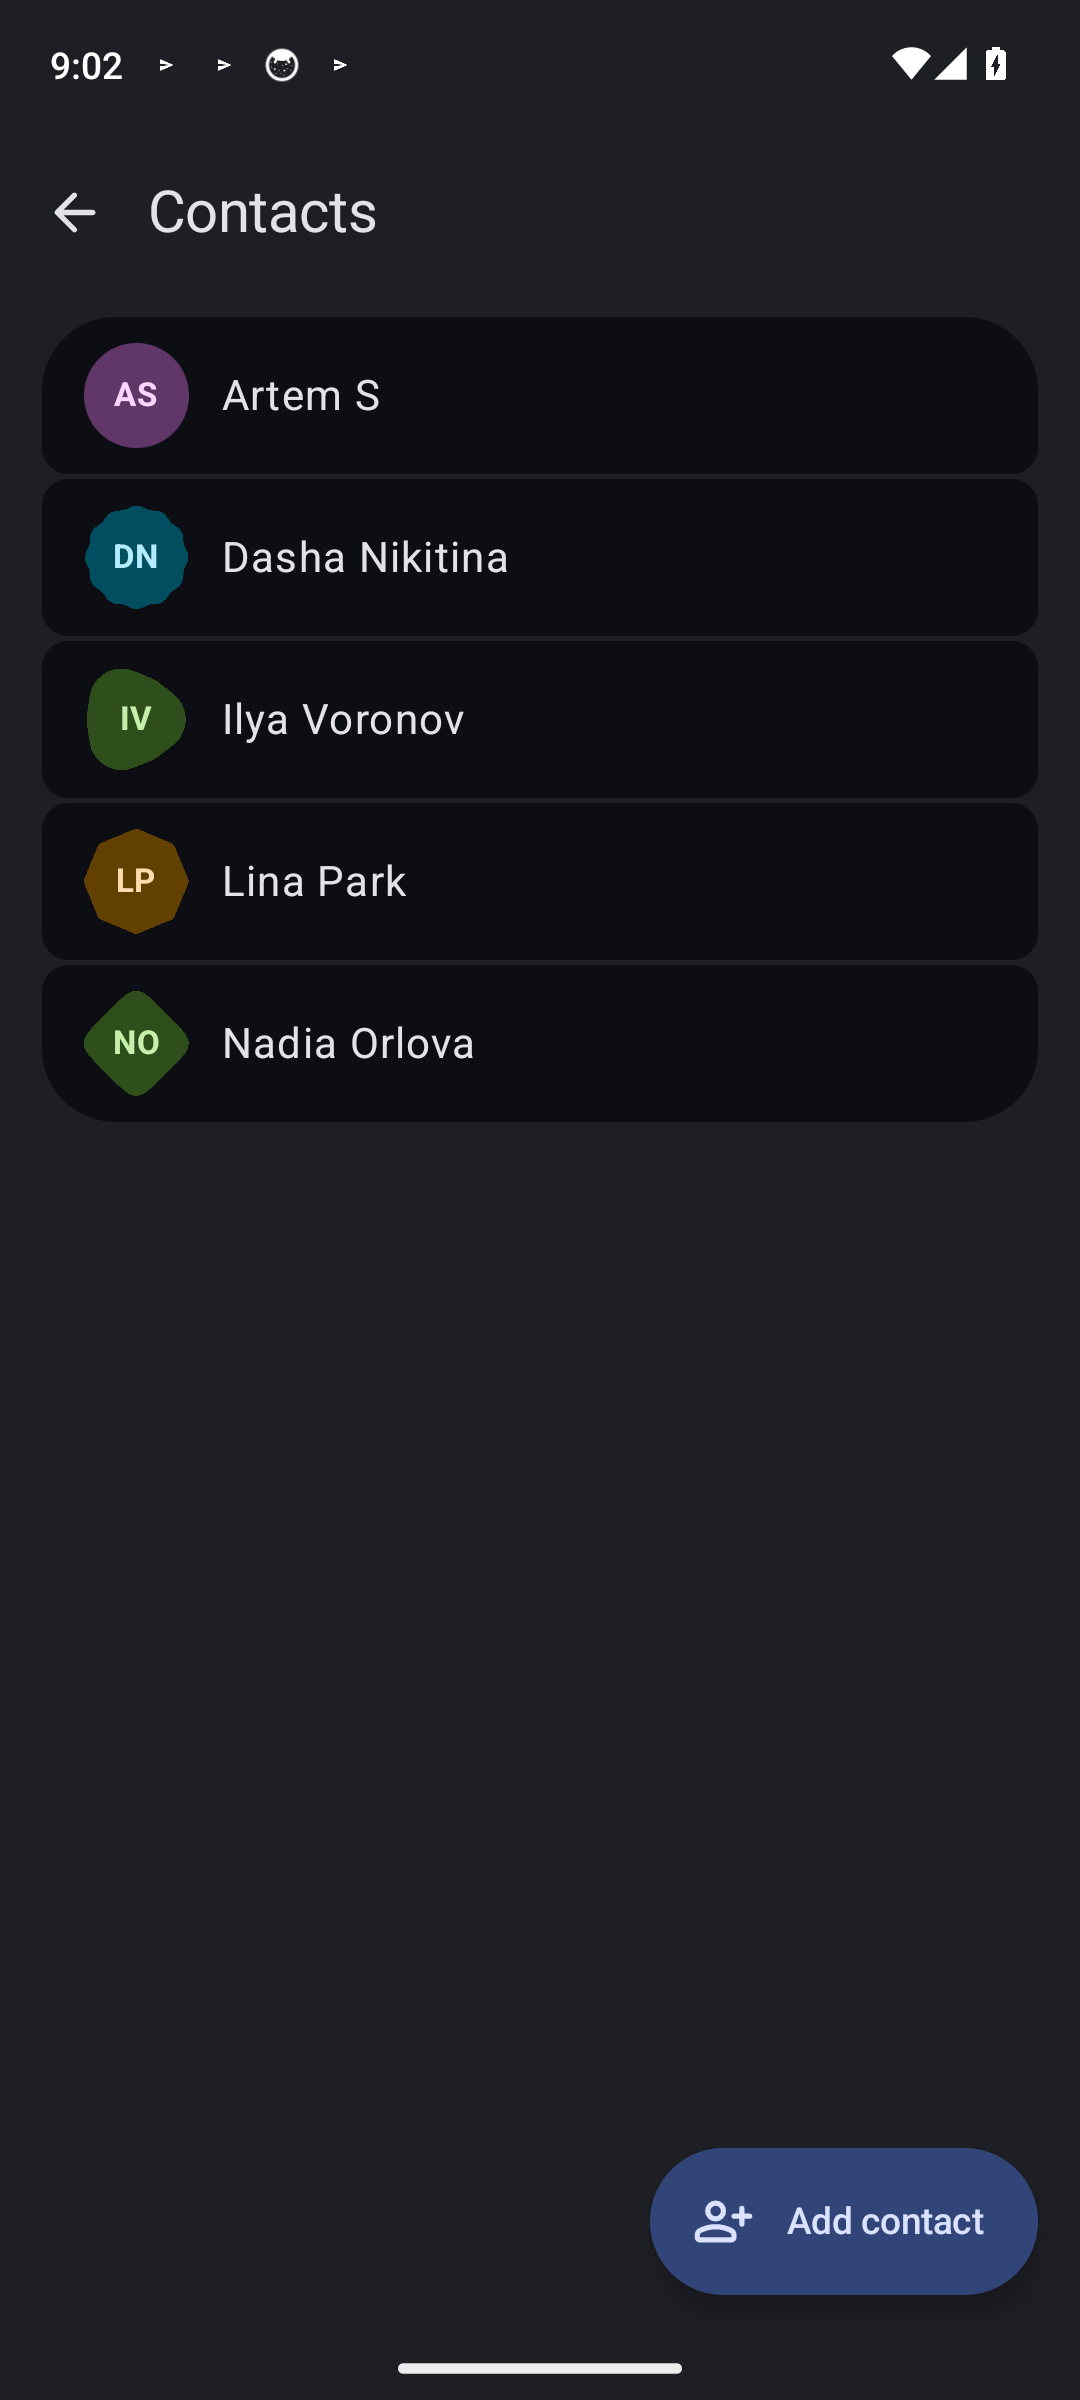 9:02
Contacts
AS
Artem S
DN
Dasha Nikitina
IV
Ilya Voronov
LP
Lina Park
NO
Nadia Orlova
Add contact